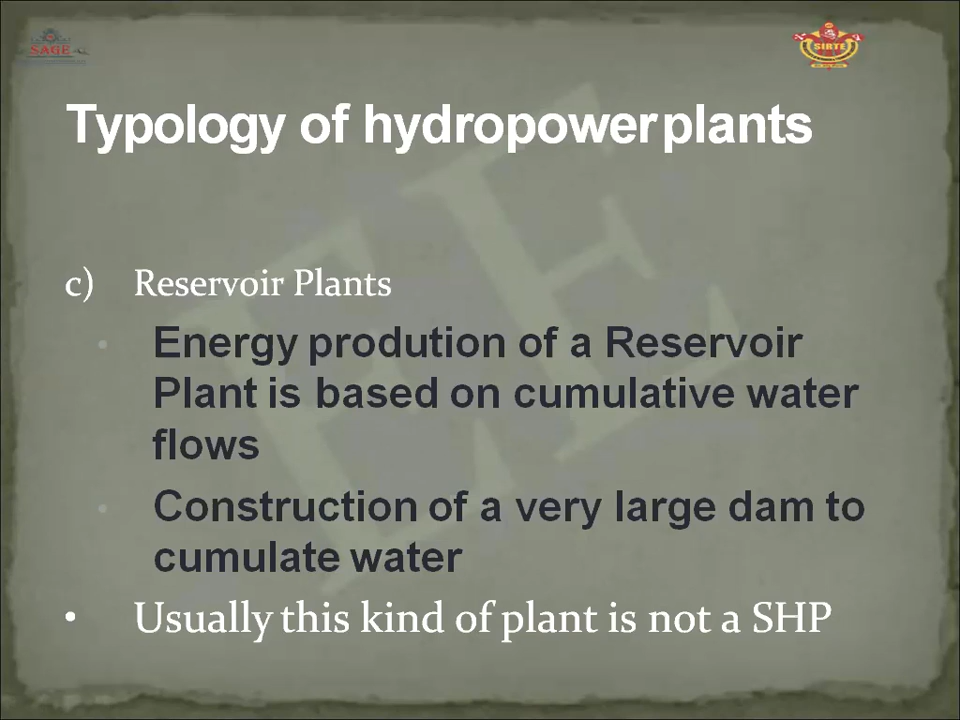 SAGE
SIRTE
Typology of hydropowerplants
c) Reservoir Plants
• Energy prodution of a Reservoir
Plant is based on cumulative water
flows
• Construction of a very large dam to
cumulate water
• Usually this kind of plant is not a SHP
EE